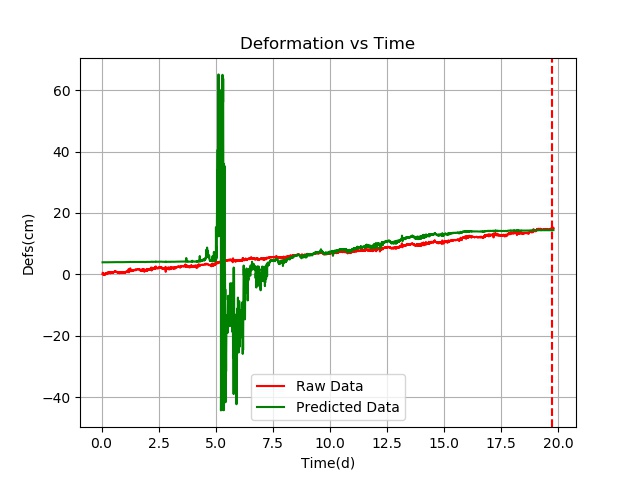 Deformation vs Time
Defs(cm)
60
40
20
0
−20
−40
0.0 2.5 5.0 7.5 10.0 12.5 15.0 17.5 20.0
Time(d)
Raw Data
Predicted Data